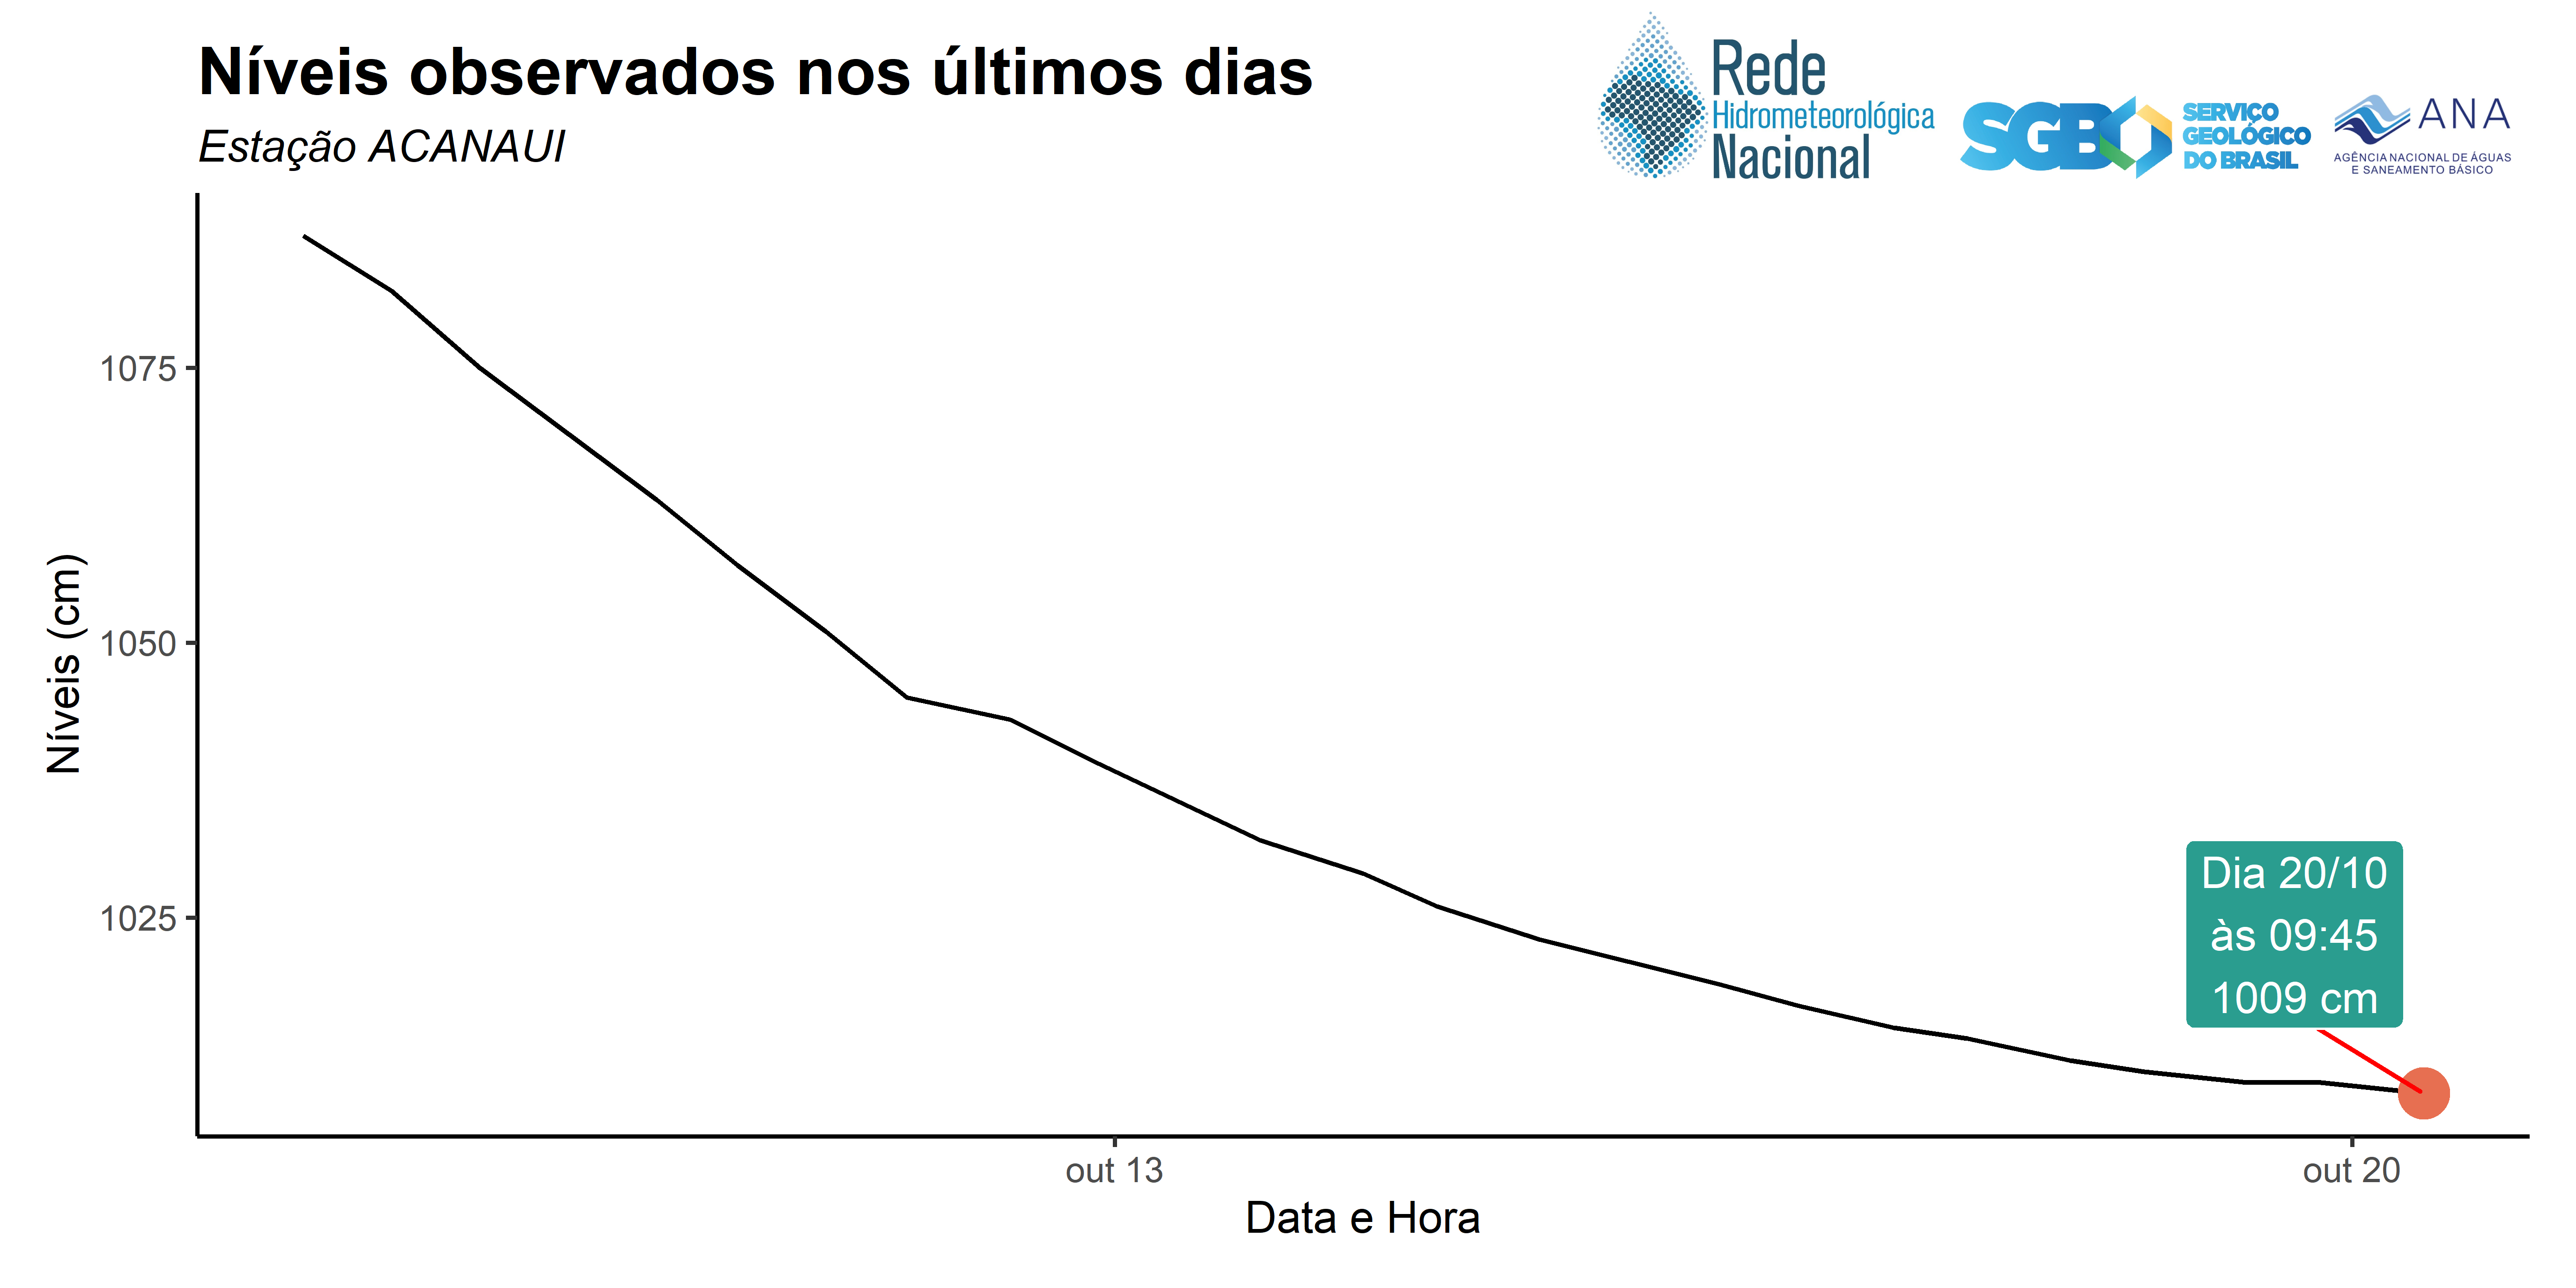 Níveis observados nos últimos dias
Estação ACANAUI
Rede
Hidrometeorológica
Nacional
SGB
SERVIÇO
GEOLÓGICO
DO BRASIL
ANA
AGÊNCIA NACIONAL DE ÁGUAS
E SANEAMENTO BÁSICO
Níveis (cm)
1075
1050
1025
Dia 20/10
às 09:45
1009 cm
out 13
out 20
Data e Hora